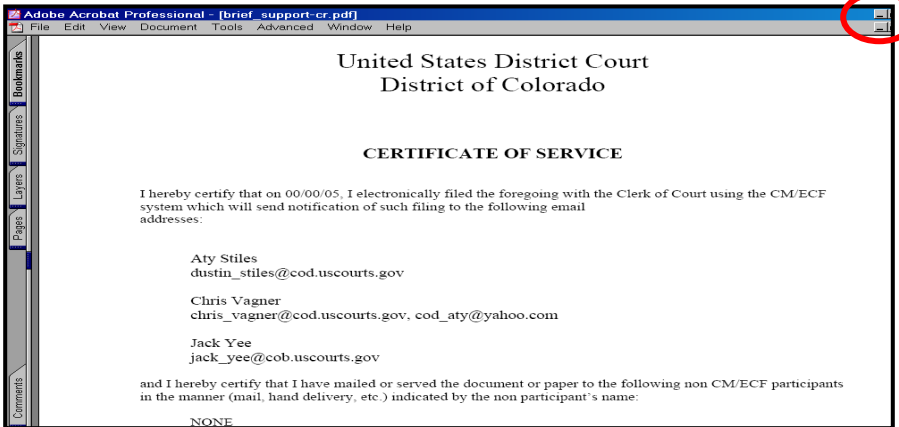 Adobe Acrobat Professional - [brief_support-cr.pdf]
File Edit View Document Tools Advanced Window Help
Bookmarks
Signatures
Layers
Pages
Comments
United States District Court
District of Colorado
CERTIFICATE OF SERVICE
I hereby certify that on 00/00/05, I electronically filed the foregoing with the Clerk of Court using the CM/ECF
system which will send notification of such filing to the following email
addresses:
Aty Stiles
dustin_stiles@cod.uscourts.gov
Chris Vagner
chris_vagner@cod.uscourts.gov, cod_aty@yahoo.com
Jack Yee
jack_yee@cob.uscourts.gov
and I hereby certify that I have mailed or served the document or paper to the following non CM/ECF participants
in the manner (mail, hand delivery, etc.) indicated by the non participant's name:
NONE